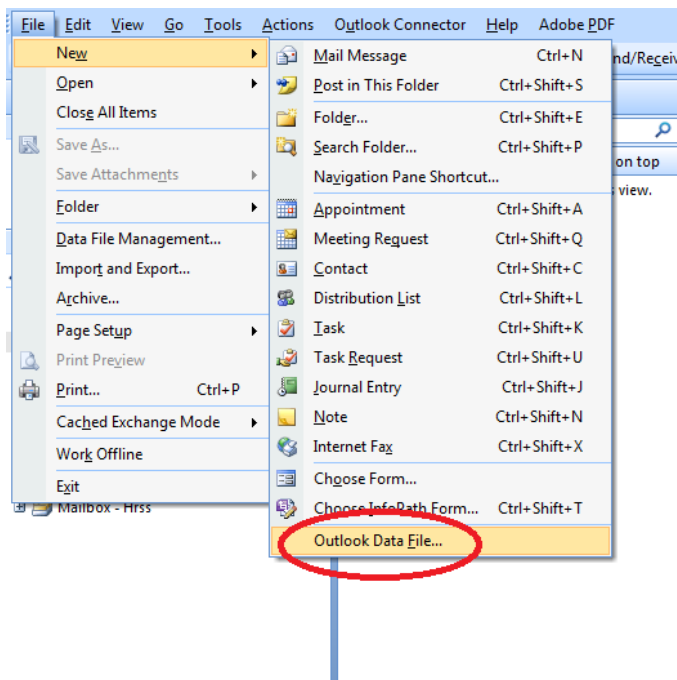 File Edit View Go Tools Actions Outlook Connector Help Adobe PDF
New
Mail Message Ctrl+N
nd/Receiv
Open
Post in This Folder Ctrl+Shift+S
Close All Items
Folder... Ctrl+Shift+E
Save As...
Search Folder... Ctrl+Shift+P
on top
Save Attachments
Navigation Pane Shortcut...
view.
Folder
Appointment Ctrl+Shift+A
Data File Management...
Meeting Request Ctrl+Shift+Q
Import and Export...
Contact Ctrl+Shift+C
Archive...
Distribution List Ctrl+Shift+L
Page Setup
Task Ctrl+Shift+K
Print Preview
Task Request Ctrl+Shift+U
Print... Ctrl+P
Journal Entry Ctrl+Shift+J
Cached Exchange Mode
Note Ctrl+Shift+N
Work Offline
Internet Fax Ctrl+Shift+X
Exit
Choose Form...
Mailbox - Hrss
Choose InfoPath Form... Ctrl+Shift+T
Outlook Data File...